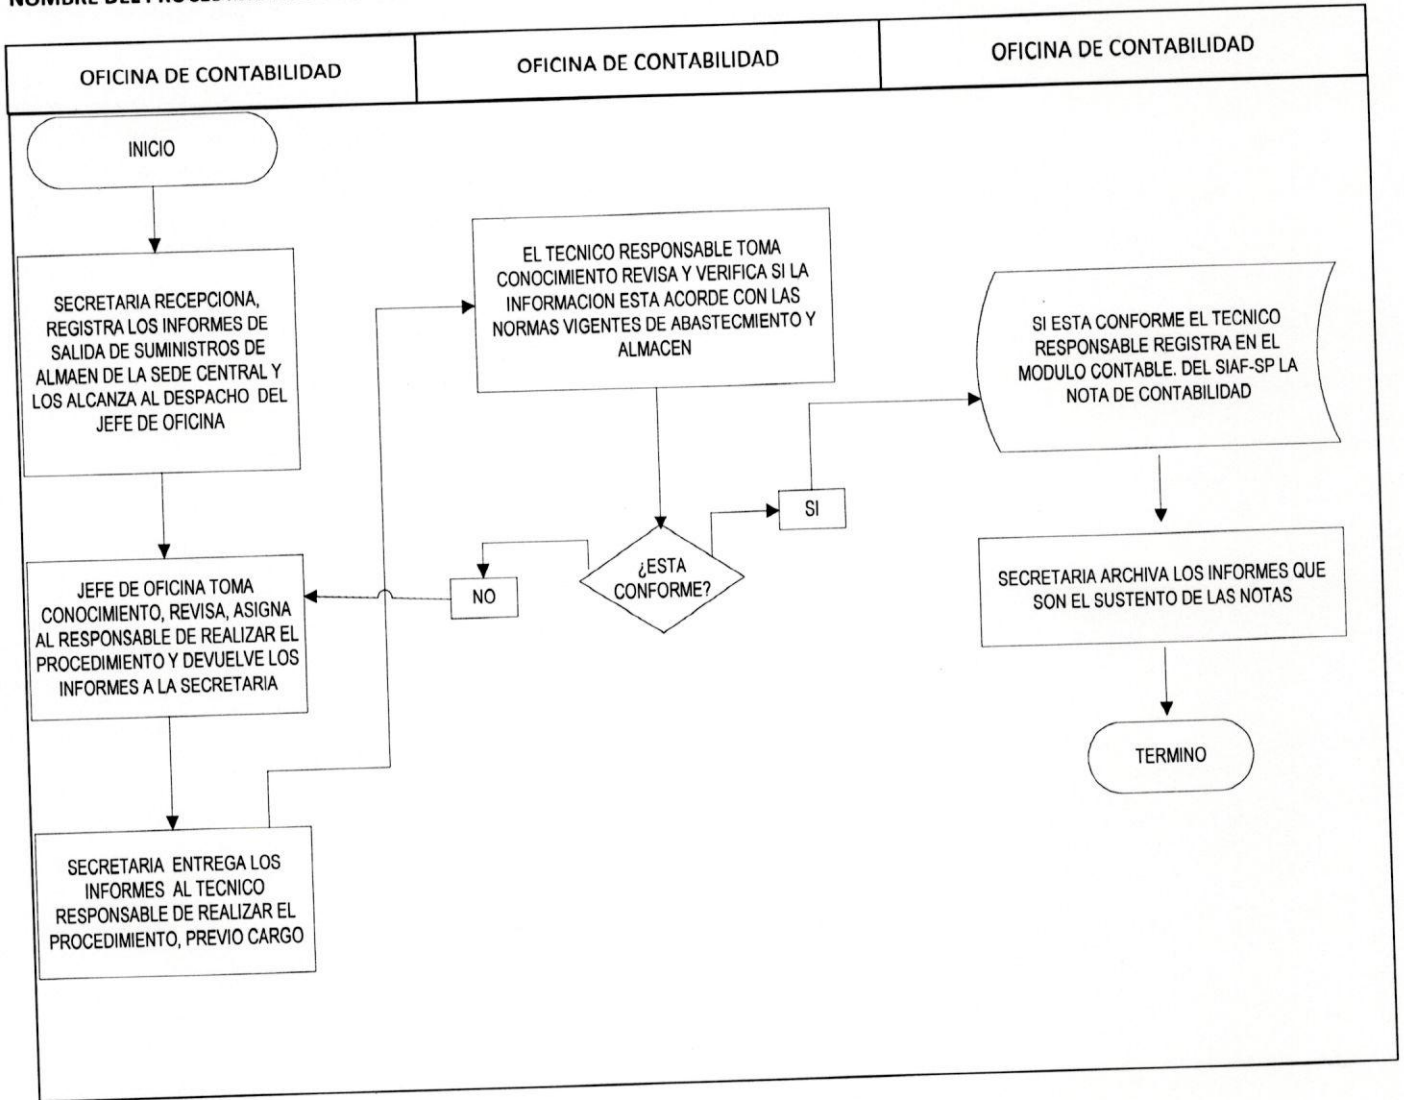 NOMBRE DEL
OFICINA DE CONTABILIDAD
OFICINA DE CONTABILIDAD
OFICINA DE CONTABILIDAD
INICIO
SECRETARIA RECEPCIONA,
REGISTRA LOS INFORMES DE
SALIDA DE SUMINISTROS DE
ALMAEN DE LA SEDE CENTRAL Y
LOS ALCANZA AL DESPACHO DEL
JEFE DE OFICINA
JEFE DE OFICINA TOMA
CONOCIMIENTO, REVISA, ASIGNA
AL RESPONSABLE DE REALIZAR EL
PROCEDIMIENTO Y DEVUELVE LOS
INFORMES A LA SECRETARIA
SECRETARIA ENTREGA LOS
INFORMES AL TECNICO
RESPONSABLE DE REALIZAR EL
PROCEDIMIENTO, PREVIO CARGO
EL TECNICO RESPONSABLE TOMA
CONOCIMIENTO REVISA Y VERIFICA SI LA
INFORMACION ESTA ACORDE CON LAS
NORMAS VIGENTES DE ABASTECMIENTO Y
ALMACEN
¿ESTA
CONFORME?
NO
SI
SI ESTA CONFORME EL TECNICO
RESPONSABLE REGISTRA EN EL
MODULO CONTABLE. DEL SIAF-SP LA
NOTA DE CONTABILIDAD
SECRETARIA ARCHIVA LOS INFORMES QUE
SON EL SUSTENTO DE LAS NOTAS
TERMINO